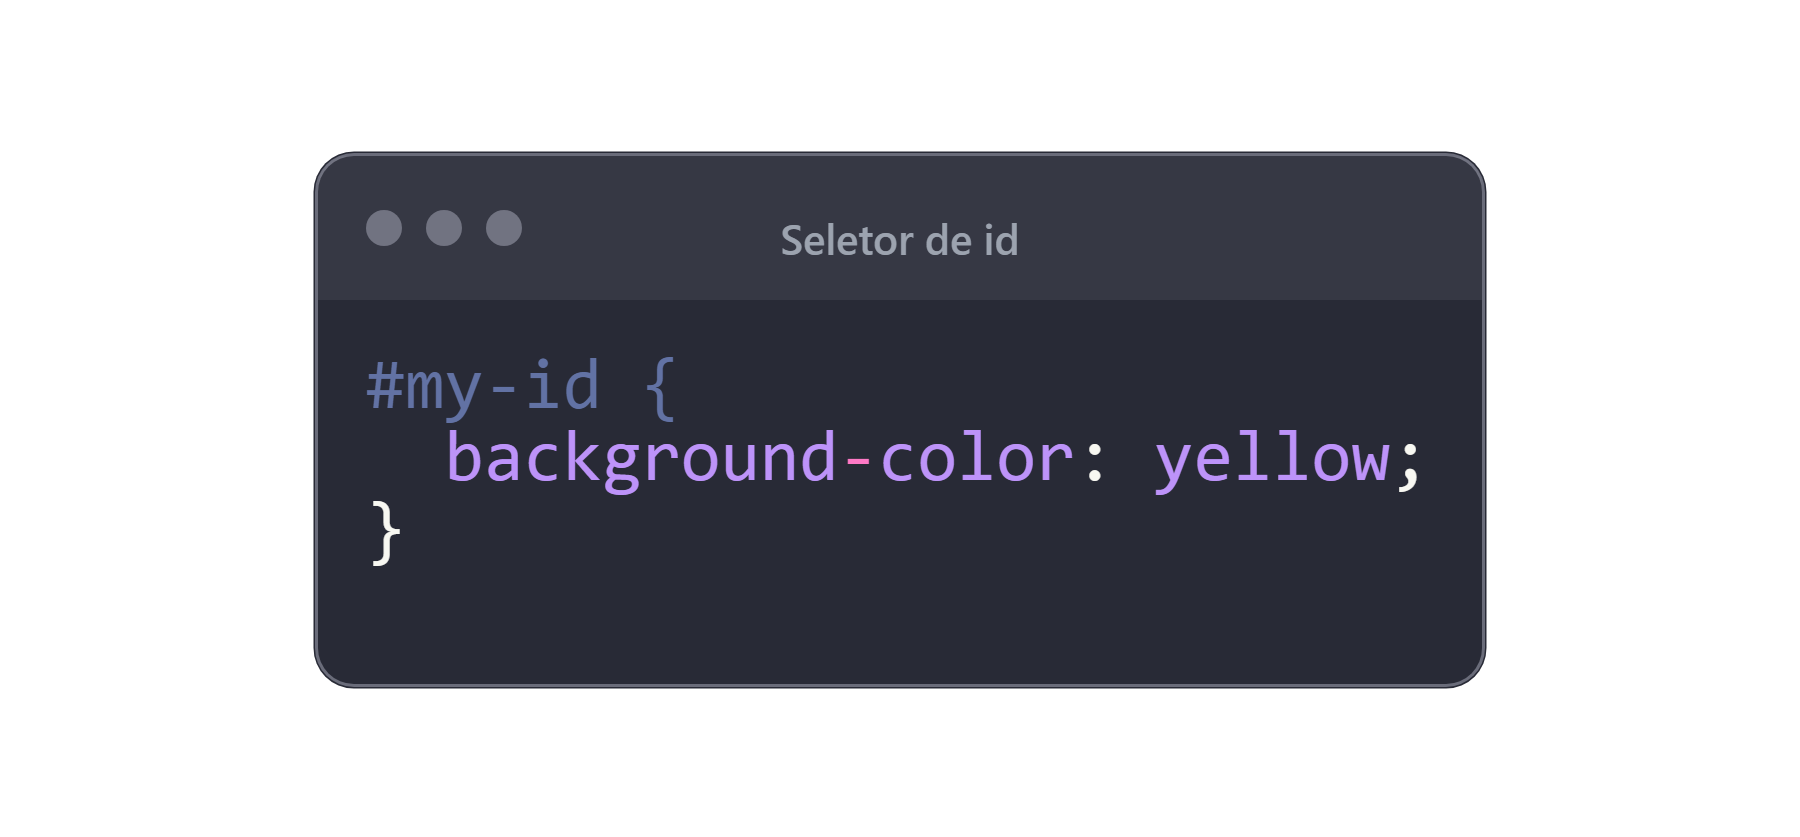 Seletor de id
#my-id {
  background-color: yellow;
}